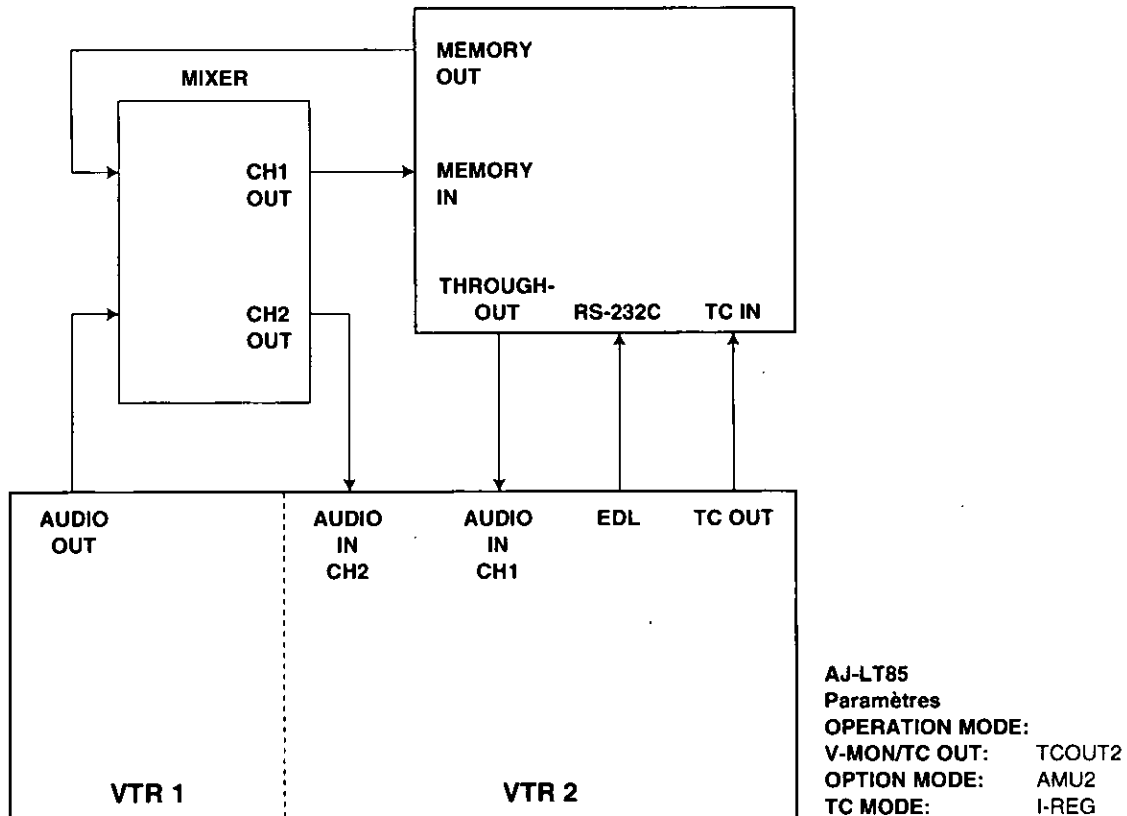 MEMORY
OUT
MIXER
CH1
OUT
MEMORY
IN
CH2
OUT
THROUGH-
OUT
RS-232C
TC IN
AUDIO
OUT
AUDIO
IN
CH2
AUDIO
IN
CH1
EDL
TC OUT
VTR 1
VTR 2
AJ-LT85
Paramètres
OPERATION MODE:
V-MON/TC OUT: TCOUT2
OPTION MODE: AMU2
TC MODE: I-REG